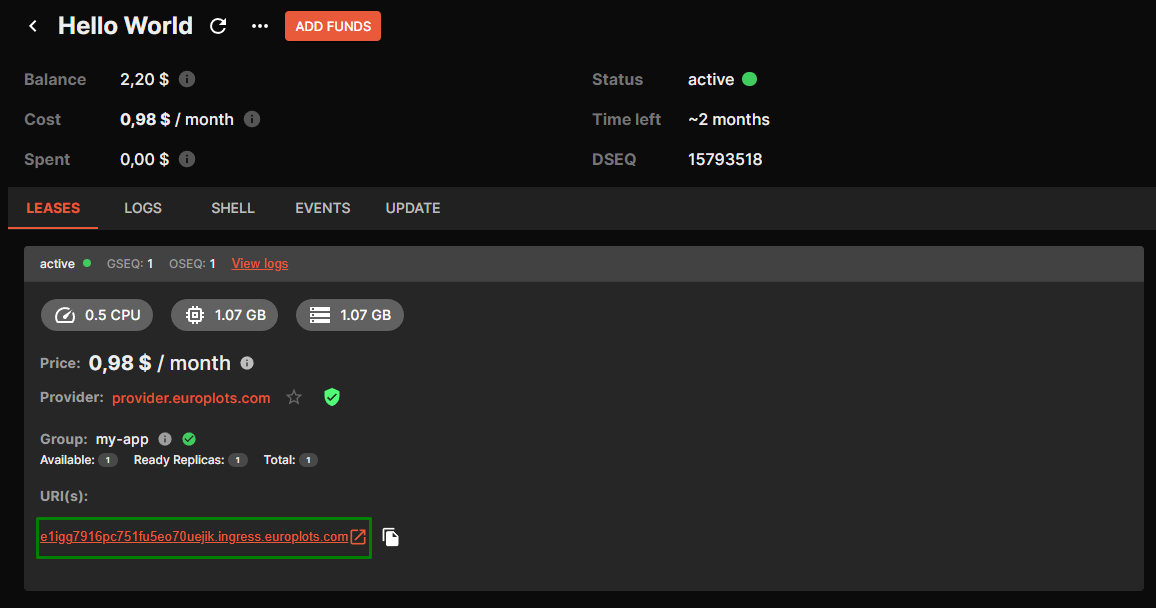 Hello World ADD FUNDS
Balance 2,20 $ Status active
Cost 0,98 $ / month Time left ~2 months
Spent 0,00 $ DSEQ 15793518
LEASES LOGS SHELL EVENTS UPDATE
active GSEQ: 1 OSEQ: 1 View logs
0.5 CPU 1.07 GB 1.07 GB
Price: 0,98 $ / month
Provider: provider.europlots.com
Group: my-app
Available: 1 Ready Replicas: 1 Total: 1
URI(s):
e1igg7916pc751fu5eo70uejik.ingress.europlots.com